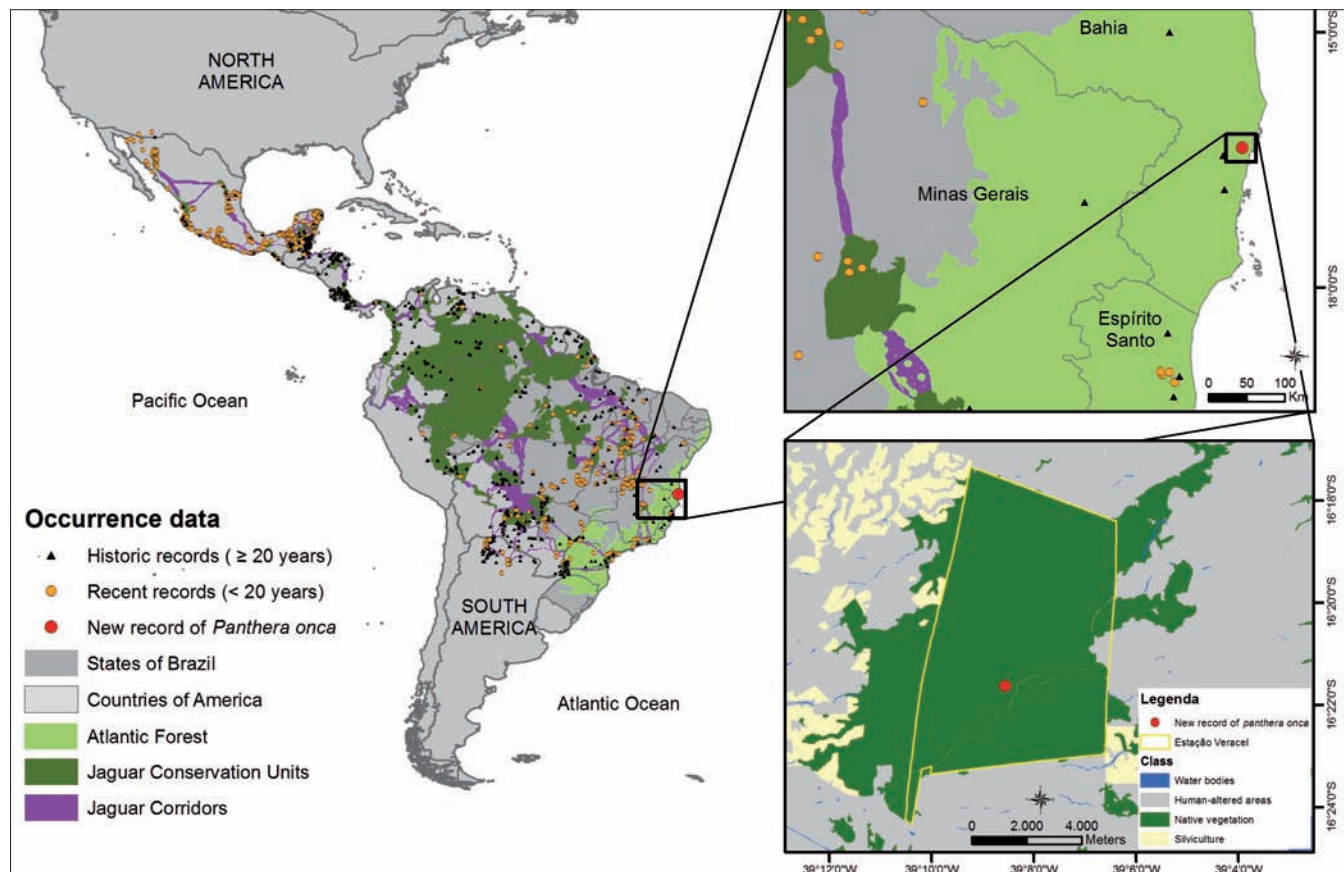 NORTH
AMERICA
Pacific Ocean
SOUTH
AMERICA
Atlantic Ocean
Occurrence data
Historic records ( ≥ 20 years)
Recent records (< 20 years)
New record of Panthera onca
States of Brazil
Countries of America
Atlantic Forest
Jaguar Conservation Units
Jaguar Corridors
Bahia
Minas Gerais
Espírito
Santo
0 50 100
Km
15°0'0"S
18°0'0"S
Legenda
New record of panthera onca
Estação Veracel
Class
Water bodies
Human-altered areas
Native vegetation
Silviculture
0 2.000 4.000
Meters
16°18'0"S
16°20'0"S
16°22'0"S
16°24'0"S
39°12'0"W 39°10'0"W 39°8'0"W 39°6'0"W 39°4'0"W